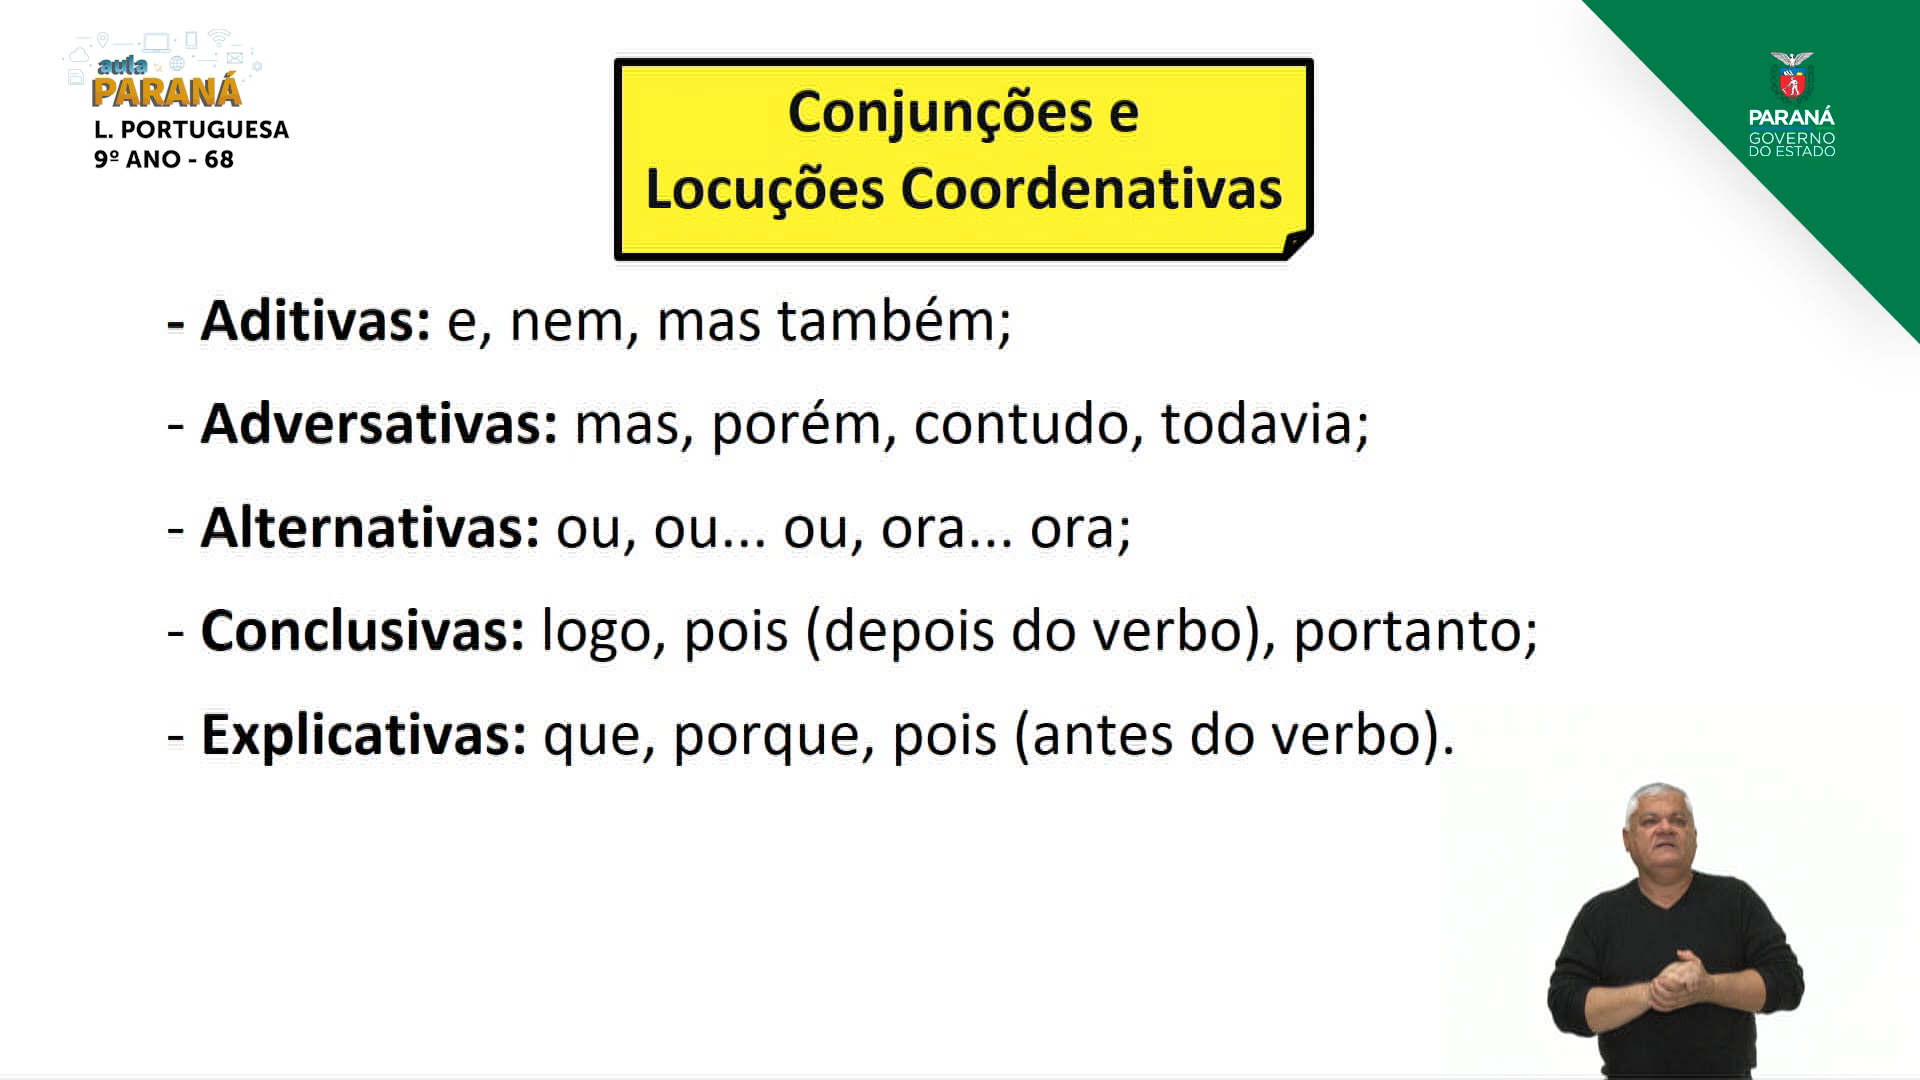 aula
PARANÁ
L. PORTUGUESA
9º ANO - 68
Conjunções e
Locuções Coordenativas
PARANÁ
GOVERNO
DO ESTADO
- Aditivas: e, nem, mas também;
- Adversativas: mas, porém, contudo, todavia;
- Alternativas: ou, ou... ou, ora... ora;
- Conclusivas: logo, pois (depois do verbo), portanto;
- Explicativas: que, porque, pois (antes do verbo).